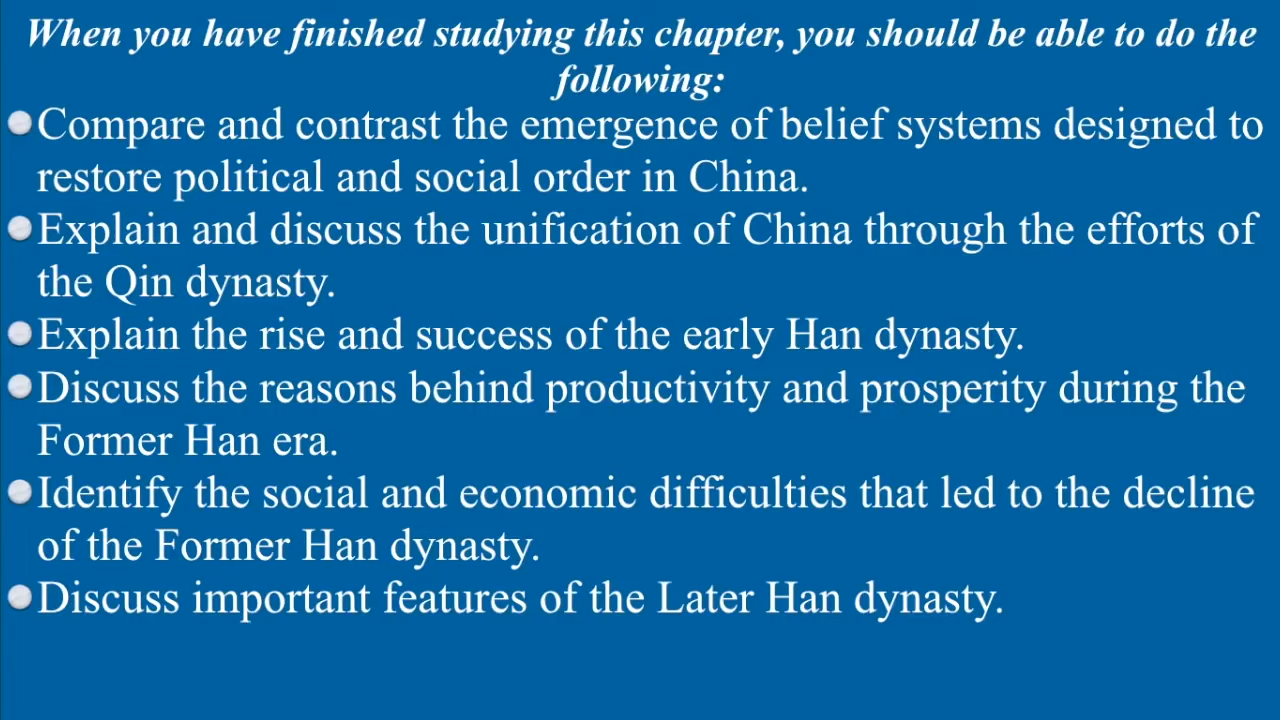 When you have finished studying this chapter, you should be able to do the
following:
Compare and contrast the emergence of belief systems designed to
restore political and social order in China.
Explain and discuss the unification of China through the efforts of
the Qin dynasty.
Explain the rise and success of the early Han dynasty.
Discuss the reasons behind productivity and prosperity during the
Former Han era.
Identify the social and economic difficulties that led to the decline
of the Former Han dynasty.
Discuss important features of the Later Han dynasty.